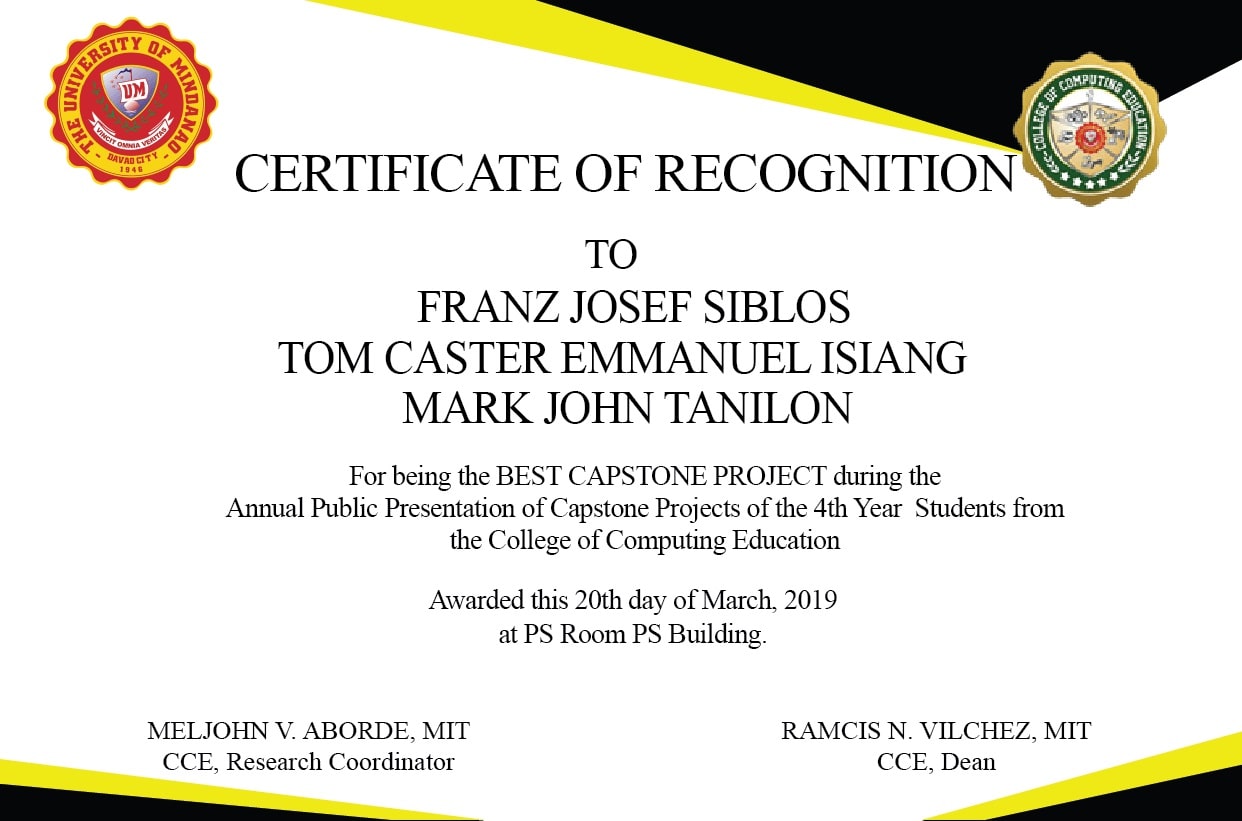 THE UNIVERSITY OF MINDANAO
UM
VINCIT OMNIA VERITAS
- DAVAO CITY -
1946
COLLEGE OF COMPUTING EDUCATION
CERTIFICATE OF RECOGNITION
TO
FRANZ JOSEF SIBLOS
TOM CASTER EMMANUEL ISIANG
MARK JOHN TANILON
For being the BEST CAPSTONE PROJECT during the
Annual Public Presentation of Capstone Projects of the 4th Year  Students from
the College of Computing Education
Awarded this 20th day of March, 2019
at PS Room PS Building.
MELJOHN V. ABORDE, MIT
CCE, Research Coordinator
RAMCIS N. VILCHEZ, MIT
CCE, Dean